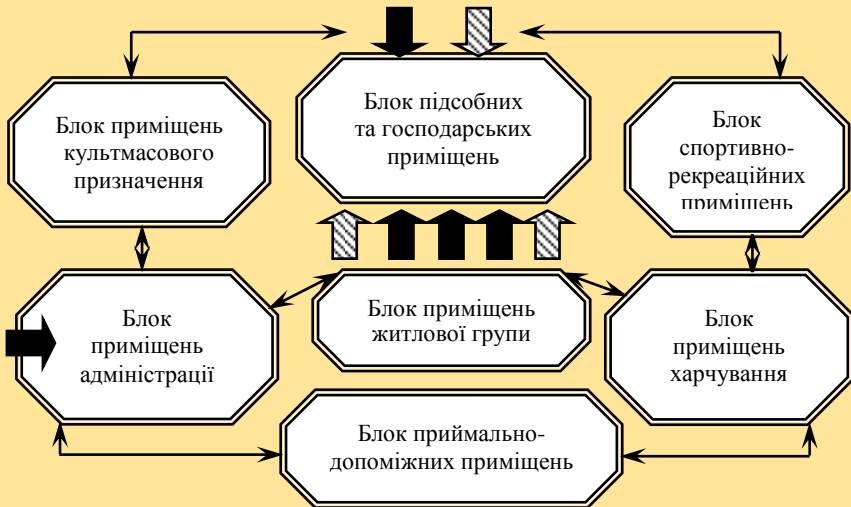 Блок приміщень
культмасового
призначення
Блок підсобних
та господарських
приміщень
Блок
спортивно-
рекреаційних
приміщень
Блок
приміщень
адміністрації
Блок приміщень
житлової групи
Блок
приміщень
харчування
Блок приймально-
допоміжних приміщень